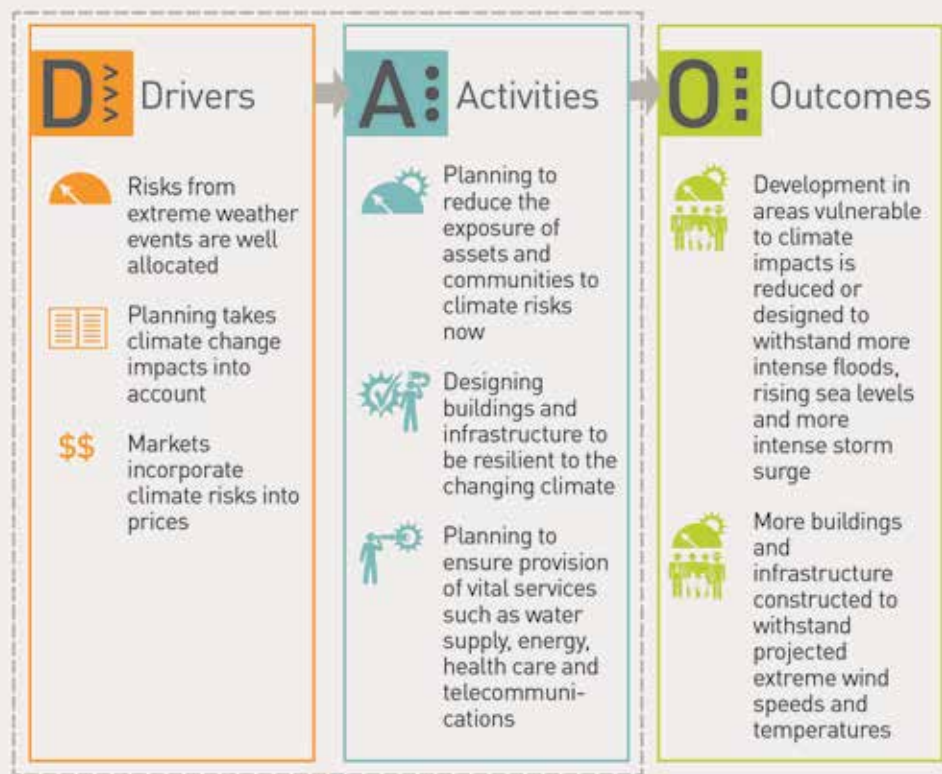 D Drivers
Risks from
extreme weather
events are well
allocated
Planning takes
climate change
impacts into
account
$$ Markets
incorporate
climate risks into
prices
A Activities
Planning to
reduce the
exposure of
assets and
communities to
climate risks
now
Designing
buildings and
infrastructure to
be resilient to the
changing climate
Planning to
ensure provision
of vital services
such as water
supply, energy,
health care and
telecommuni-
cations
O Outcomes
Development in
areas vulnerable
to climate
impacts is
reduced or
designed to
withstand more
intense floods,
rising sea levels
and more
intense storm
surge
More buildings
and
infrastructure
constructed to
withstand
projected
extreme wind
speeds and
temperatures